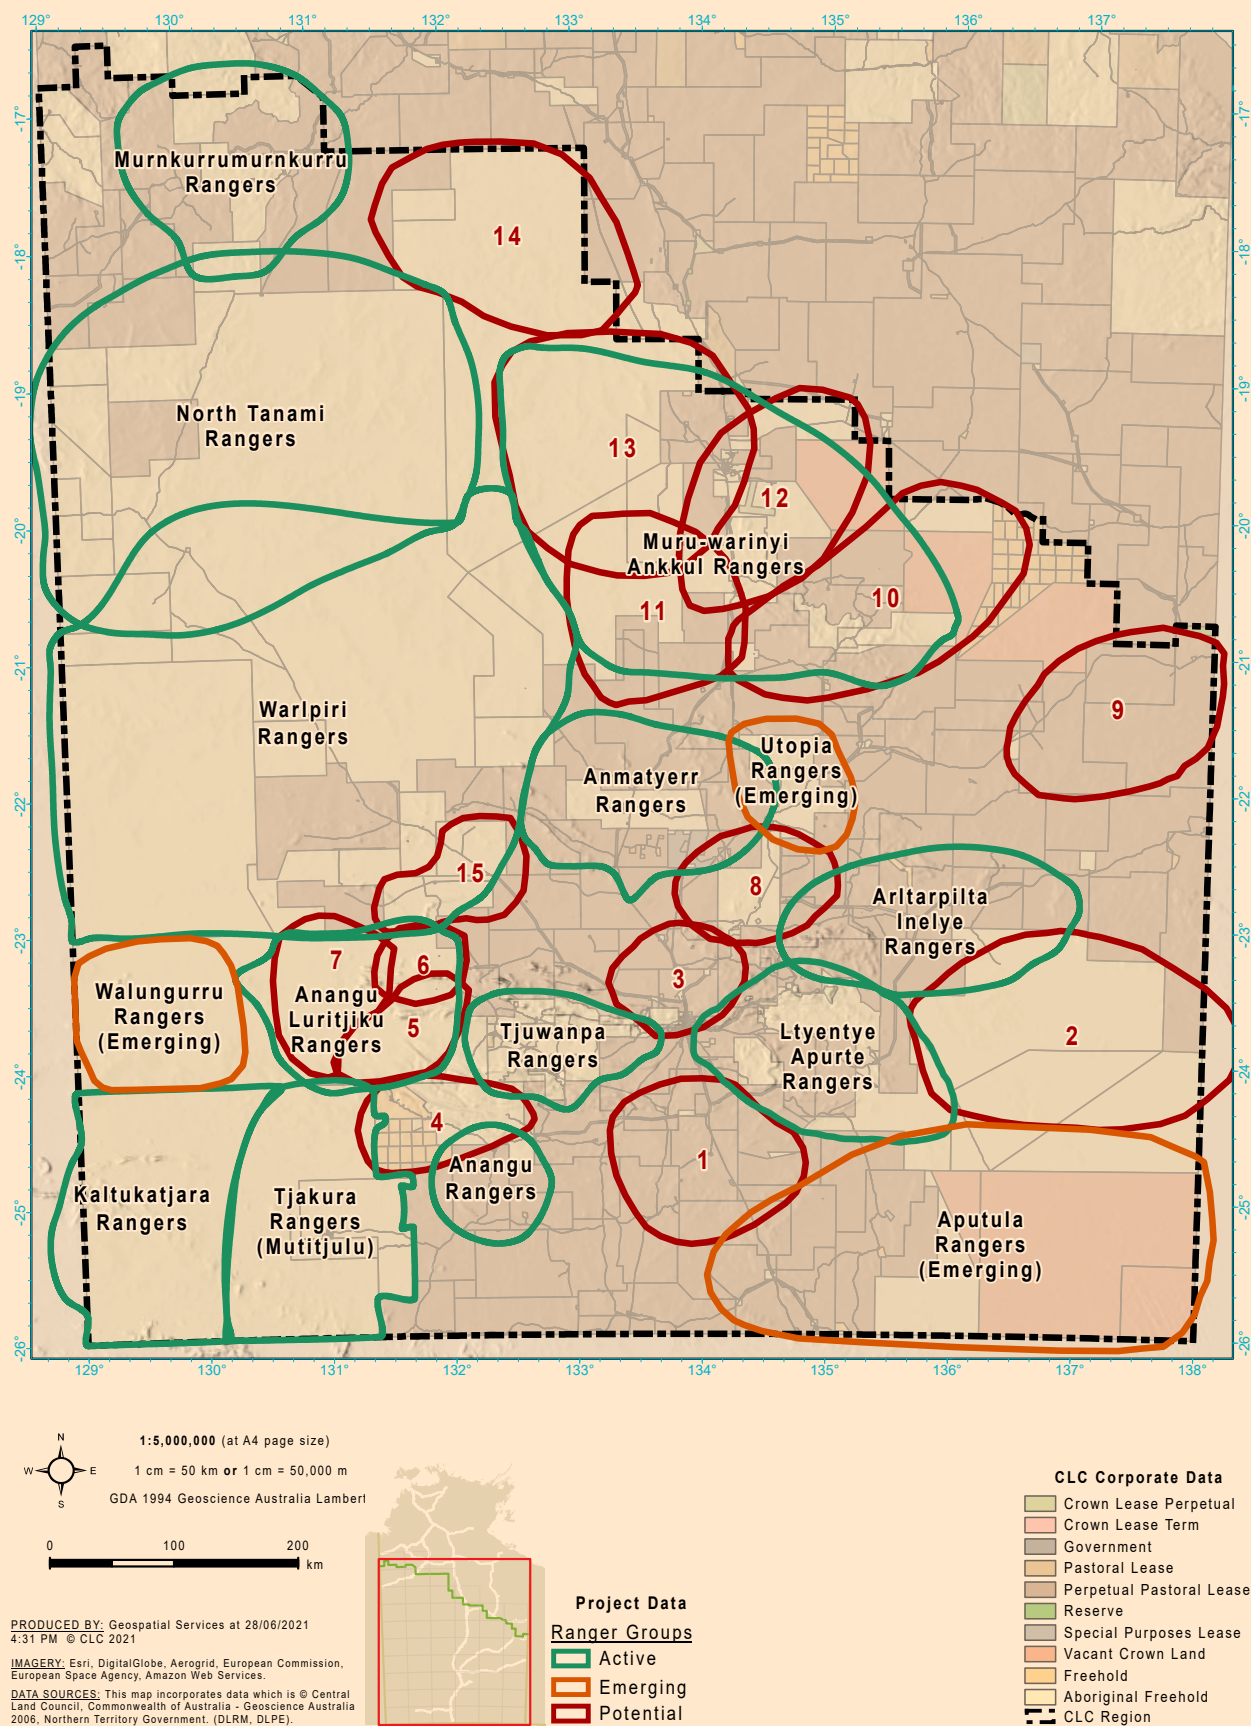 129° 130° 131° 132° 133° 134° 135° 136° 137°
-17° -17°
Murnkurrumurnkurru
Rangers
14
-18° -18°
-19° -19°
North Tanami
Rangers
13
12
-20° -20°
Muru-warinyi
Ankkul Rangers
11
10
-21° -21°
Warlpiri
Rangers
9
Utopia
Rangers
(Emerging)
Anmatyerr
Rangers
-22° -22°
15
8
Arltarpilta
Inelye
Rangers
-23° -23°
7
6
3
Walungurru
Rangers
(Emerging)
Anangu
Luritjiku
Rangers
5
Tjuwanpa
Rangers
Ltyentye
Apurte
Rangers
2
-24° -24°
4
1
Anangu
Rangers
Kaltukatjara
Rangers
Tjakura
Rangers
(Mutitjulu)
-25° -25°
Aputula
Rangers
(Emerging)
-26° -26°
129° 130° 131° 132° 133° 134° 135° 136° 137° 138°
N
W E
S
1:5,000,000 (at A4 page size)
1 cm = 50 km or 1 cm = 50,000 m
GDA 1994 Geoscience Australia Lambert
0 100 200
km
PRODUCED BY: Geospatial Services at 28/06/2021
4:31 PM © CLC 2021
IMAGERY: Esri, DigitalGlobe, Aerogrid, European Commission,
European Space Agency, Amazon Web Services.
DATA SOURCES: This map incorporates data which is © Central
Land Council, Commonwealth of Australia - Geoscience Australia
2006, Northern Territory Government. (DLRM, DLPE).
Project Data
Ranger Groups
Active
Emerging
Potential
CLC Corporate Data
Crown Lease Perpetual
Crown Lease Term
Government
Pastoral Lease
Perpetual Pastoral Lease
Reserve
Special Purposes Lease
Vacant Crown Land
Freehold
Aboriginal Freehold
CLC Region